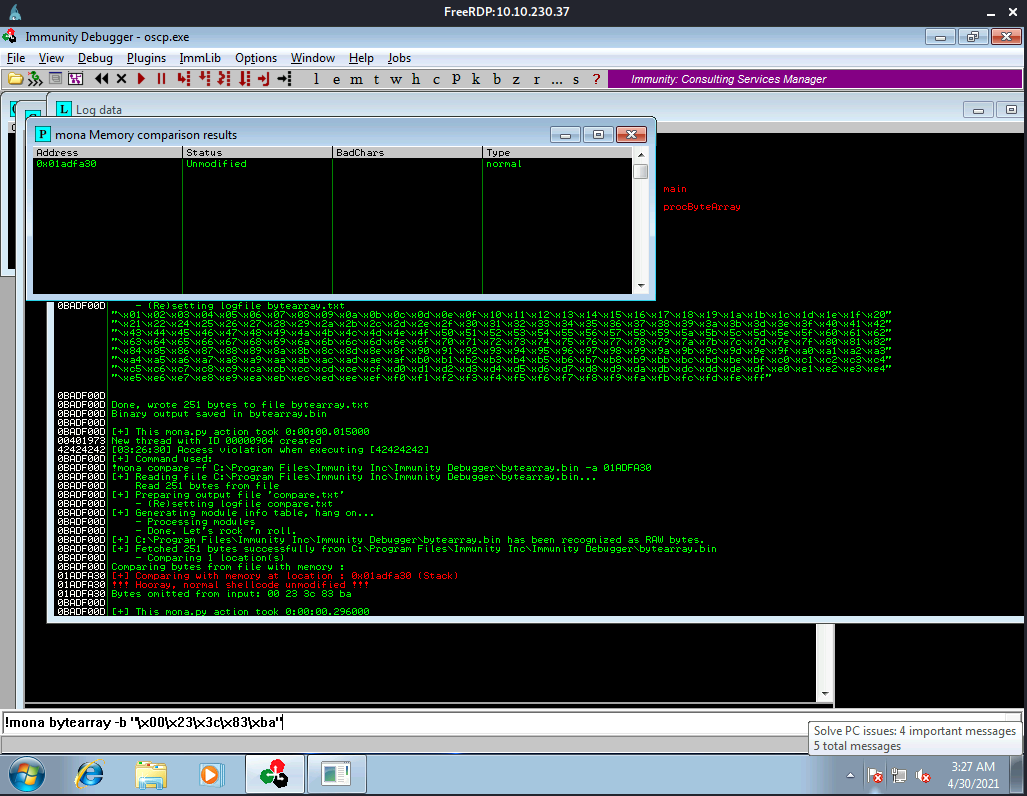 FreeRDP:10.10.230.37
Immunity Debugger - oscp.exe
File View Debug Plugins ImmLib Options Window Help Jobs
l e m t w h c P k b z r ... s ?
Immunity: Consulting Services Manager
L Log data
P mona Memory comparison results
Address Status BadChars Type
0x01adfa30 Unmodified normal
main
procByteArray
0BADF00D - (Re)setting logfile bytearray.txt
"\x01\x02\x03\x04\x05\x06\x07\x08\x09\x0a\x0b\x0c\x0d\x0e\x0f\x10\x11\x12\x13\x14\x15\x16\x17\x18\x19\x1a\x1b\x1c\x1d\x1e\x1f\x20"
"\x21\x22\x24\x25\x26\x27\x28\x29\x2a\x2b\x2c\x2d\x2e\x2f\x30\x31\x32\x33\x34\x35\x36\x37\x38\x39\x3a\x3b\x3d\x3e\x3f\x40\x41\x42"
"\x43\x44\x45\x46\x47\x48\x49\x4a\x4b\x4c\x4d\x4e\x4f\x50\x51\x52\x53\x54\x55\x56\x57\x58\x59\x5a\x5b\x5c\x5d\x5e\x5f\x60\x61\x62"
"\x63\x64\x65\x66\x67\x68\x69\x6a\x6b\x6c\x6d\x6e\x6f\x70\x71\x72\x73\x74\x75\x76\x77\x78\x79\x7a\x7b\x7c\x7d\x7e\x7f\x80\x81\x82"
"\x84\x85\x86\x87\x88\x89\x8a\x8b\x8c\x8d\x8e\x8f\x90\x91\x92\x93\x94\x95\x96\x97\x98\x99\x9a\x9b\x9c\x9d\x9e\x9f\xa0\xa1\xa2\xa3"
"\xa4\xa5\xa6\xa7\xa8\xa9\xaa\xab\xac\xad\xae\xaf\xb0\xb1\xb2\xb3\xb4\xb5\xb6\xb7\xb8\xb9\xbb\xbc\xbd\xbe\xbf\xc0\xc1\xc2\xc3\xc4"
"\xc5\xc6\xc7\xc8\xc9\xca\xcb\xcc\xcd\xce\xcf\xd0\xd1\xd2\xd3\xd4\xd5\xd6\xd7\xd8\xd9\xda\xdb\xdc\xdd\xde\xdf\xe0\xe1\xe2\xe3\xe4"
"\xe5\xe6\xe7\xe8\xe9\xea\xeb\xec\xed\xee\xef\xf0\xf1\xf2\xf3\xf4\xf5\xf6\xf7\xf8\xf9\xfa\xfb\xfc\xfd\xfe\xff"
0BADF00D
0BADF00D Done, wrote 251 bytes to file bytearray.txt
0BADF00D Binary output saved in bytearray.bin
0BADF00D
0BADF00D [+] This mona.py action took 0:00:00.015000
00401973 New thread with ID 00000904 created
42424242 [03:26:30] Access violation when executing [42424242]
0BADF00D [+] Command used:
0BADF00D !mona compare -f C:\Program Files\Immunity Inc\Immunity Debugger\bytearray.bin -a 01ADFA30
0BADF00D [+] Reading file C:\Program Files\Immunity Inc\Immunity Debugger\bytearray.bin...
0BADF00D Read 251 bytes from file
0BADF00D [+] Preparing output file 'compare.txt'
0BADF00D - (Re)setting logfile compare.txt
0BADF00D [+] Generating module info table, hang on...
0BADF00D - Processing modules
0BADF00D - Done. Let's rock 'n roll.
0BADF00D [+] C:\Program Files\Immunity Inc\Immunity Debugger\bytearray.bin has been recognized as RAW bytes.
0BADF00D [+] Fetched 251 bytes successfully from C:\Program Files\Immunity Inc\Immunity Debugger\bytearray.bin
0BADF00D - Comparing 1 location(s)
0BADF00D Comparing bytes from file with memory :
01ADFA30 [+] Comparing with memory at location : 0x01adfa30 (Stack)
01ADFA30 !!! Hooray, normal shellcode unmodified !!!
01ADFA30 Bytes omitted from input: 00 23 3c 83 ba
0BADF00D
0BADF00D [+] This mona.py action took 0:00:00.296000
!mona bytearray -b "\x00\x23\x3c\x83\xba"
Solve PC issues: 4 important messages
5 total messages
3:27 AM
4/30/2021